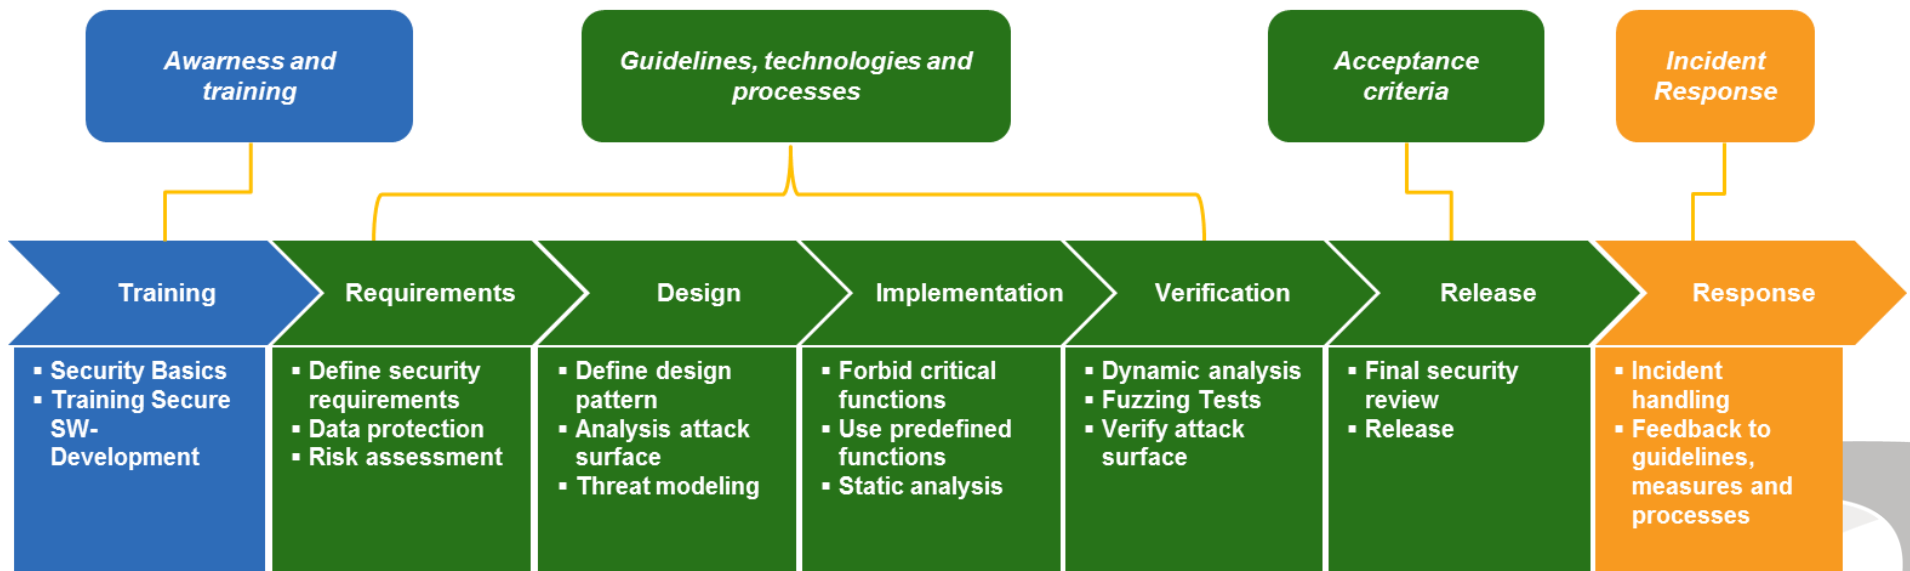 Awarness and
training
Guidelines, technologies and
processes
Acceptance
criteria
Incident
Response
Training
Requirements
Design
Implementation
Verification
Release
Response
▪ Security Basics
▪ Training Secure
SW-
Development
▪ Define security
requirements
▪ Data protection
▪ Risk assessment
▪ Define design
pattern
▪ Analysis attack
surface
▪ Threat modeling
▪ Forbid critical
functions
▪ Use predefined
functions
▪ Static analysis
▪ Dynamic analysis
▪ Fuzzing Tests
▪ Verify attack
surface
▪ Final security
review
▪ Release
▪ Incident
handling
▪ Feedback to
guidelines,
measures and
processes